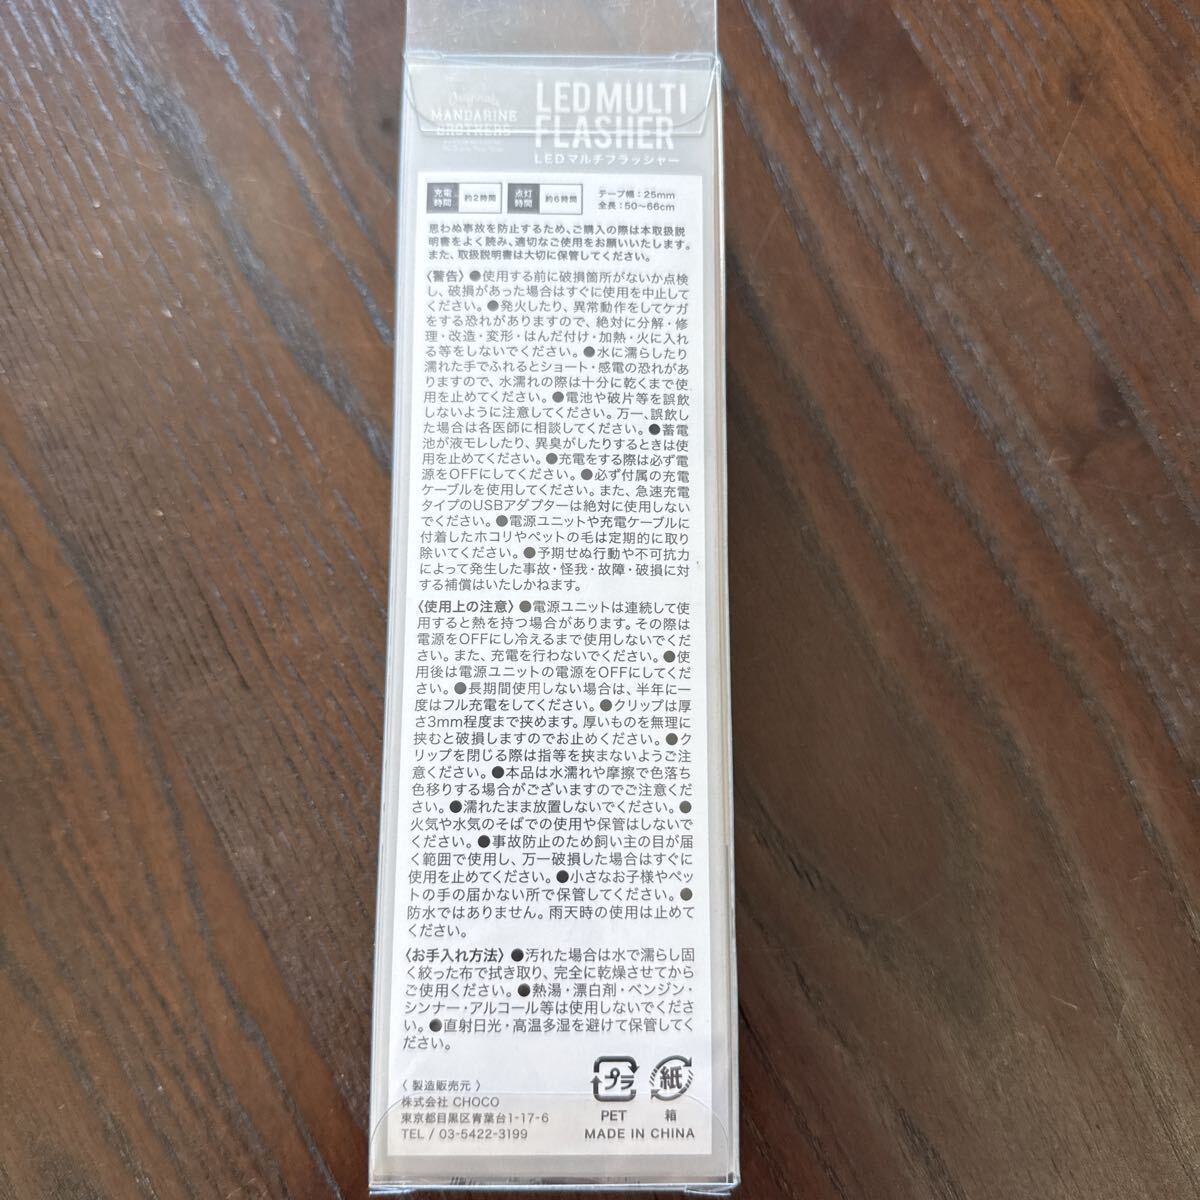 Originals
MANDARINE
BROTHERS
LED MULTI
FLASHER
LEDマルチフラッシャー
充電時間 約2時間 点灯時間 約6時間
テープ幅：25mm
全長：50〜66cm
思わぬ事故を防止するため、ご購入の際は本取扱説
明書をよく読み、適切なご使用をお願いいたします。
また、取扱説明書は大切に保管してください。
〈警告〉●使用する前に破損箇所がないか点検
し、破損があった場合はすぐに使用を中止して
ください。●発火したり、異常動作をしてケガ
をする恐れがありますので、絶対に分解・修
理・改造・変形・はんだ付け・加熱・火に入れ
る等をしないでください。●水に濡らしたり
濡れた手でふれるとショート・感電の恐れがあ
りますので、水濡れの際は十分に乾くまで使
用を止めてください。●電池や破片等を誤飲
しないように注意してください。万一、誤飲し
た場合は各医師に相談してください。●蓄電
池が液モレしたり、異臭がしたりするときは使
用を止めてください。●充電をする際は必ず電
源をOFFにしてください。●必ず付属の充電
ケーブルを使用してください。また、急速充電
タイプのUSBアダプターは絶対に使用しない
でください。●電源ユニットや充電ケーブルに
付着したホコリやペットの毛は定期的に取り
除いてください。●予期せぬ行動や不可抗力
によって発生した事故・怪我・故障・破損に対
する補償はいたしかねます。
〈使用上の注意〉●電源ユニットは連続して使
用すると熱を持つ場合があります。その際は
電源をOFFにし冷えるまで使用しないでくだ
さい。また、充電を行わないでください。●使
用後は電源ユニットの電源をOFFにしてくだ
さい。●長期間使用しない場合は、半年に一
度はフル充電をしてください。●クリップは厚
さ3mm程度まで挟めます。厚いものを無理に
挟むと破損しますのでお止めください。●ク
リップを閉じる際は指等を挟まないようご注
意ください。●本品は水濡れや摩擦で色落ち
色移りする場合がございますのでご注意くだ
さい。●濡れたまま放置しないでください。●
火気や水気のそばでの使用や保管はしないで
ください。●事故防止のため飼い主の目が届
く範囲で使用し、万一破損した場合はすぐに
使用を止めてください。●小さなお子様やペッ
トの手の届かない所で保管してください。●
防水ではありません。雨天時の使用は止めて
ください。
〈お手入れ方法〉●汚れた場合は水で濡らし固
く絞った布で拭き取り、完全に乾燥させてから
ご使用ください。●熱湯・漂白剤・ベンジン・
シンナー・アルコール等は使用しないでくださ
い。●直射日光・高温多湿を避けて保管してく
ださい。
〈 製造販売元 〉
株式会社 CHOCO
東京都目黒区青葉台1-17-6
TEL / 03-5422-3199
プラ 紙
PET 箱
MADE IN CHINA